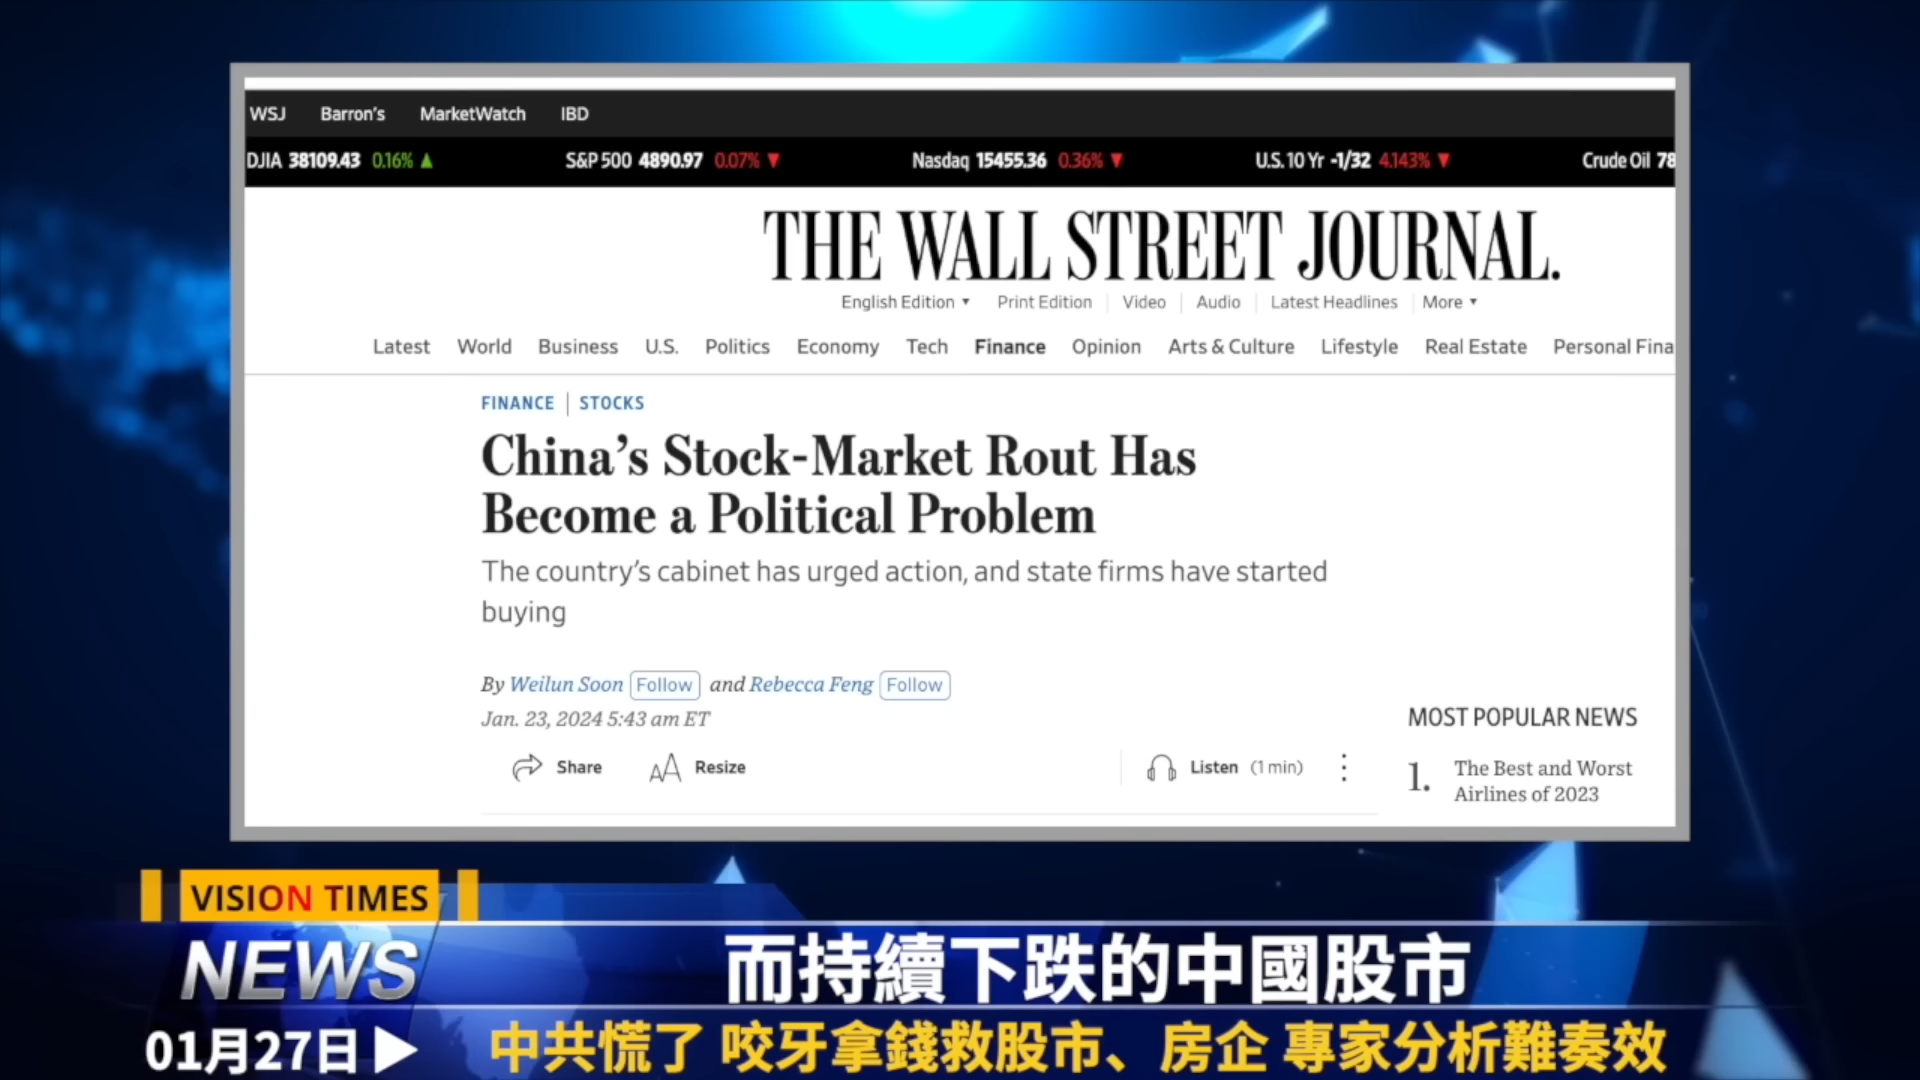 WSJ Barron's MarketWatch IBD
DJIA 38109.43 0.16% ▲ S&P 500 4890.97 0.07% ▼ Nasdaq 15455.36 0.36% ▼ U.S. 10 Yr -1/32 4.143% ▼ Crude Oil 78
THE WALL STREET JOURNAL.
English Edition ▼ Print Edition Video Audio Latest Headlines More ▼
Latest World Business U.S. Politics Economy Tech Finance Opinion Arts & Culture Lifestyle Real Estate Personal Fina
FINANCE | STOCKS
China's Stock-Market Rout Has
Become a Political Problem
The country's cabinet has urged action, and state firms have started
buying
By Weilun Soon Follow and Rebecca Feng Follow
Jan. 23, 2024 5:43 am ET
Share Resize Listen (1 min)
MOST POPULAR NEWS
1. The Best and Worst
Airlines of 2023
VISION TIMES
NEWS
而持續下跌的中國股市
01月27日 ▶ 中共慌了 咬牙拿錢救股市、房企 專家分析難奏效